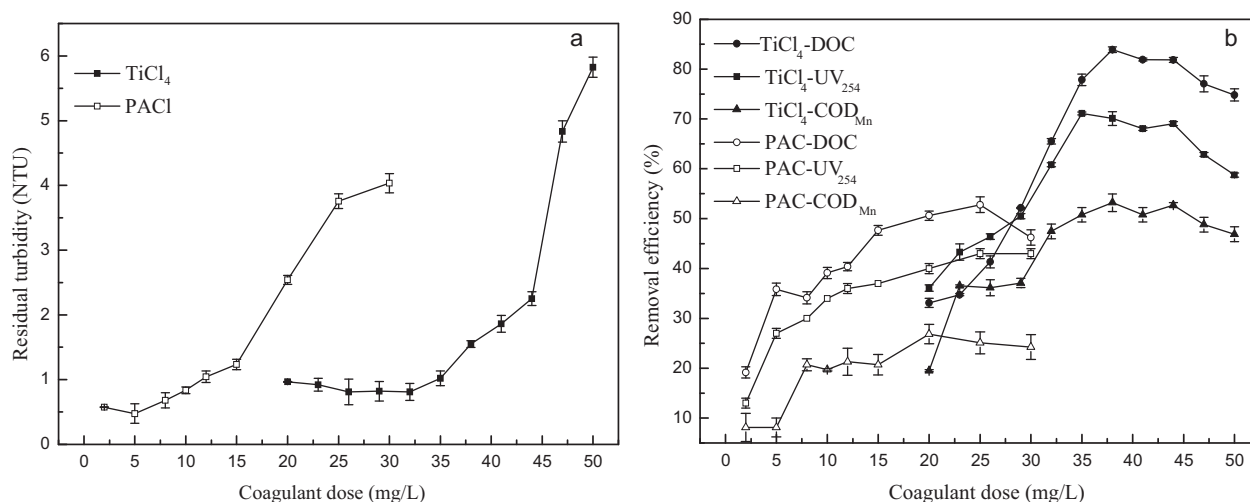 a
TiCl₄
PACl
6
5
4
3
2
1
0
Residual turbidity (NTU)
0 5 10 15 20 25 30 35 40 45 50
Coagulant dose (mg/L)
b
TiCl₄-DOC
TiCl₄-UV₂₅₄
TiCl₄-COD_Mn
PAC-DOC
PAC-UV₂₅₄
PAC-COD_Mn
90
80
70
60
50
40
30
20
10
Removal efficiency (%)
0 5 10 15 20 25 30 35 40 45 50
Coagulant dose (mg/L)